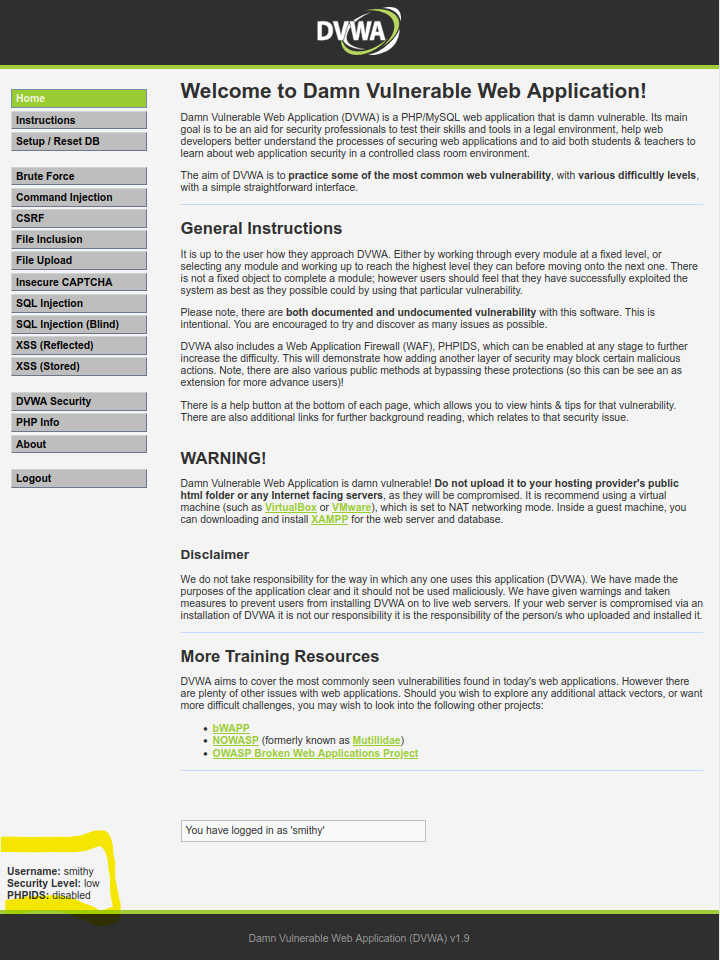 DVWA
Home
Instructions
Setup / Reset DB
Brute Force
Command Injection
CSRF
File Inclusion
File Upload
Insecure CAPTCHA
SQL Injection
SQL Injection (Blind)
XSS (Reflected)
XSS (Stored)
DVWA Security
PHP Info
About
Logout
Welcome to Damn Vulnerable Web Application!
Damn Vulnerable Web Application (DVWA) is a PHP/MySQL web application that is damn vulnerable. Its main
goal is to be an aid for security professionals to test their skills and tools in a legal environment, help web
developers better understand the processes of securing web applications and to aid both students & teachers to
learn about web application security in a controlled class room environment.
The aim of DVWA is to practice some of the most common web vulnerability, with various difficultly levels,
with a simple straightforward interface.
General Instructions
It is up to the user how they approach DVWA. Either by working through every module at a fixed level, or
selecting any module and working up to reach the highest level they can before moving onto the next one. There
is not a fixed object to complete a module; however users should feel that they have successfully exploited the
system as best as they possible could by using that particular vulnerability.
Please note, there are both documented and undocumented vulnerability with this software. This is
intentional. You are encouraged to try and discover as many issues as possible.
DVWA also includes a Web Application Firewall (WAF), PHPIDS, which can be enabled at any stage to further
increase the difficulty. This will demonstrate how adding another layer of security may block certain malicious
actions. Note, there are also various public methods at bypassing these protections (so this can be see an as
extension for more advance users)!
There is a help button at the bottom of each page, which allows you to view hints & tips for that vulnerability.
There are also additional links for further background reading, which relates to that security issue.
WARNING!
Damn Vulnerable Web Application is damn vulnerable! Do not upload it to your hosting provider's public
html folder or any Internet facing servers, as they will be compromised. It is recommend using a virtual
machine (such as VirtualBox or VMware), which is set to NAT networking mode. Inside a guest machine, you
can downloading and install XAMPP for the web server and database.
Disclaimer
We do not take responsibility for the way in which any one uses this application (DVWA). We have made the
purposes of the application clear and it should not be used maliciously. We have given warnings and taken
measures to prevent users from installing DVWA on to live web servers. If your web server is compromised via an
installation of DVWA it is not our responsibility it is the responsibility of the person/s who uploaded and installed it.
More Training Resources
DVWA aims to cover the most commonly seen vulnerabilities found in today's web applications. However there
are plenty of other issues with web applications. Should you wish to explore any additional attack vectors, or want
more difficult challenges, you may wish to look into the following other projects:
• bWAPP
• NOWASP (formerly known as Mutillidae)
• OWASP Broken Web Applications Project
You have logged in as 'smithy'
Username: smithy
Security Level: low
PHPIDS: disabled
Damn Vulnerable Web Application (DVWA) v1.9